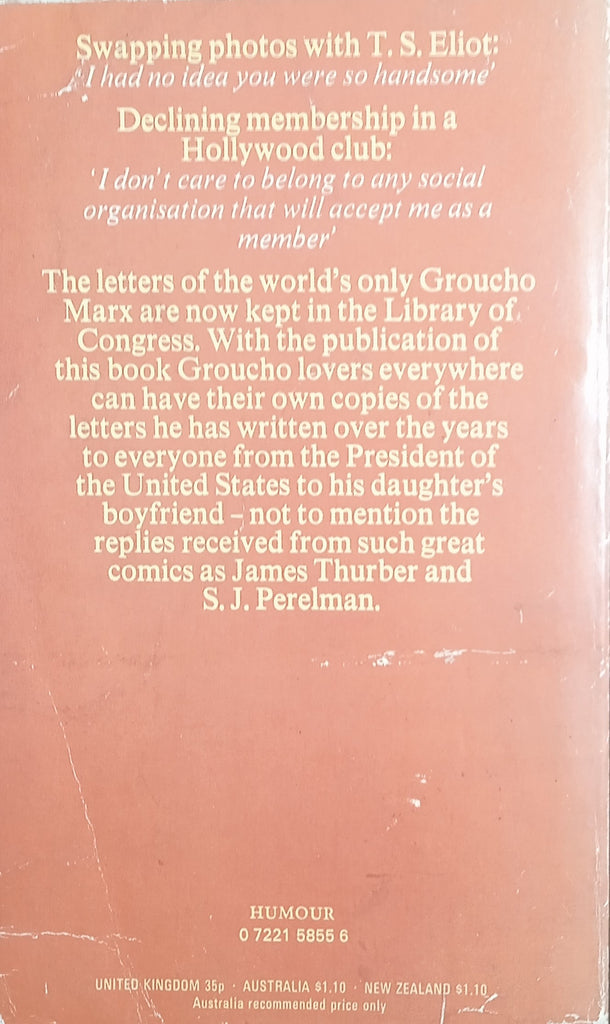 Swapping photos with T. S. Eliot:
'I had no idea you were so handsome'
Declining membership in a
Hollywood club:
'I don't care to belong to any social
organisation that will accept me as a
member'
The letters of the world's only Groucho
Marx are now kept in the Library of
Congress. With the publication of
this book Groucho lovers everywhere
can have their own copies of the
letters he has written over the years
to everyone from the President of
the United States to his daughter's
boyfriend – not to mention the
replies received from such great
comics as James Thurber and
S. J. Perelman.
HUMOUR
0 7221 5855 6
UNITED KINGDOM 35p · AUSTRALIA $1.10 · NEW ZEALAND $1.10
Australia recommended price only